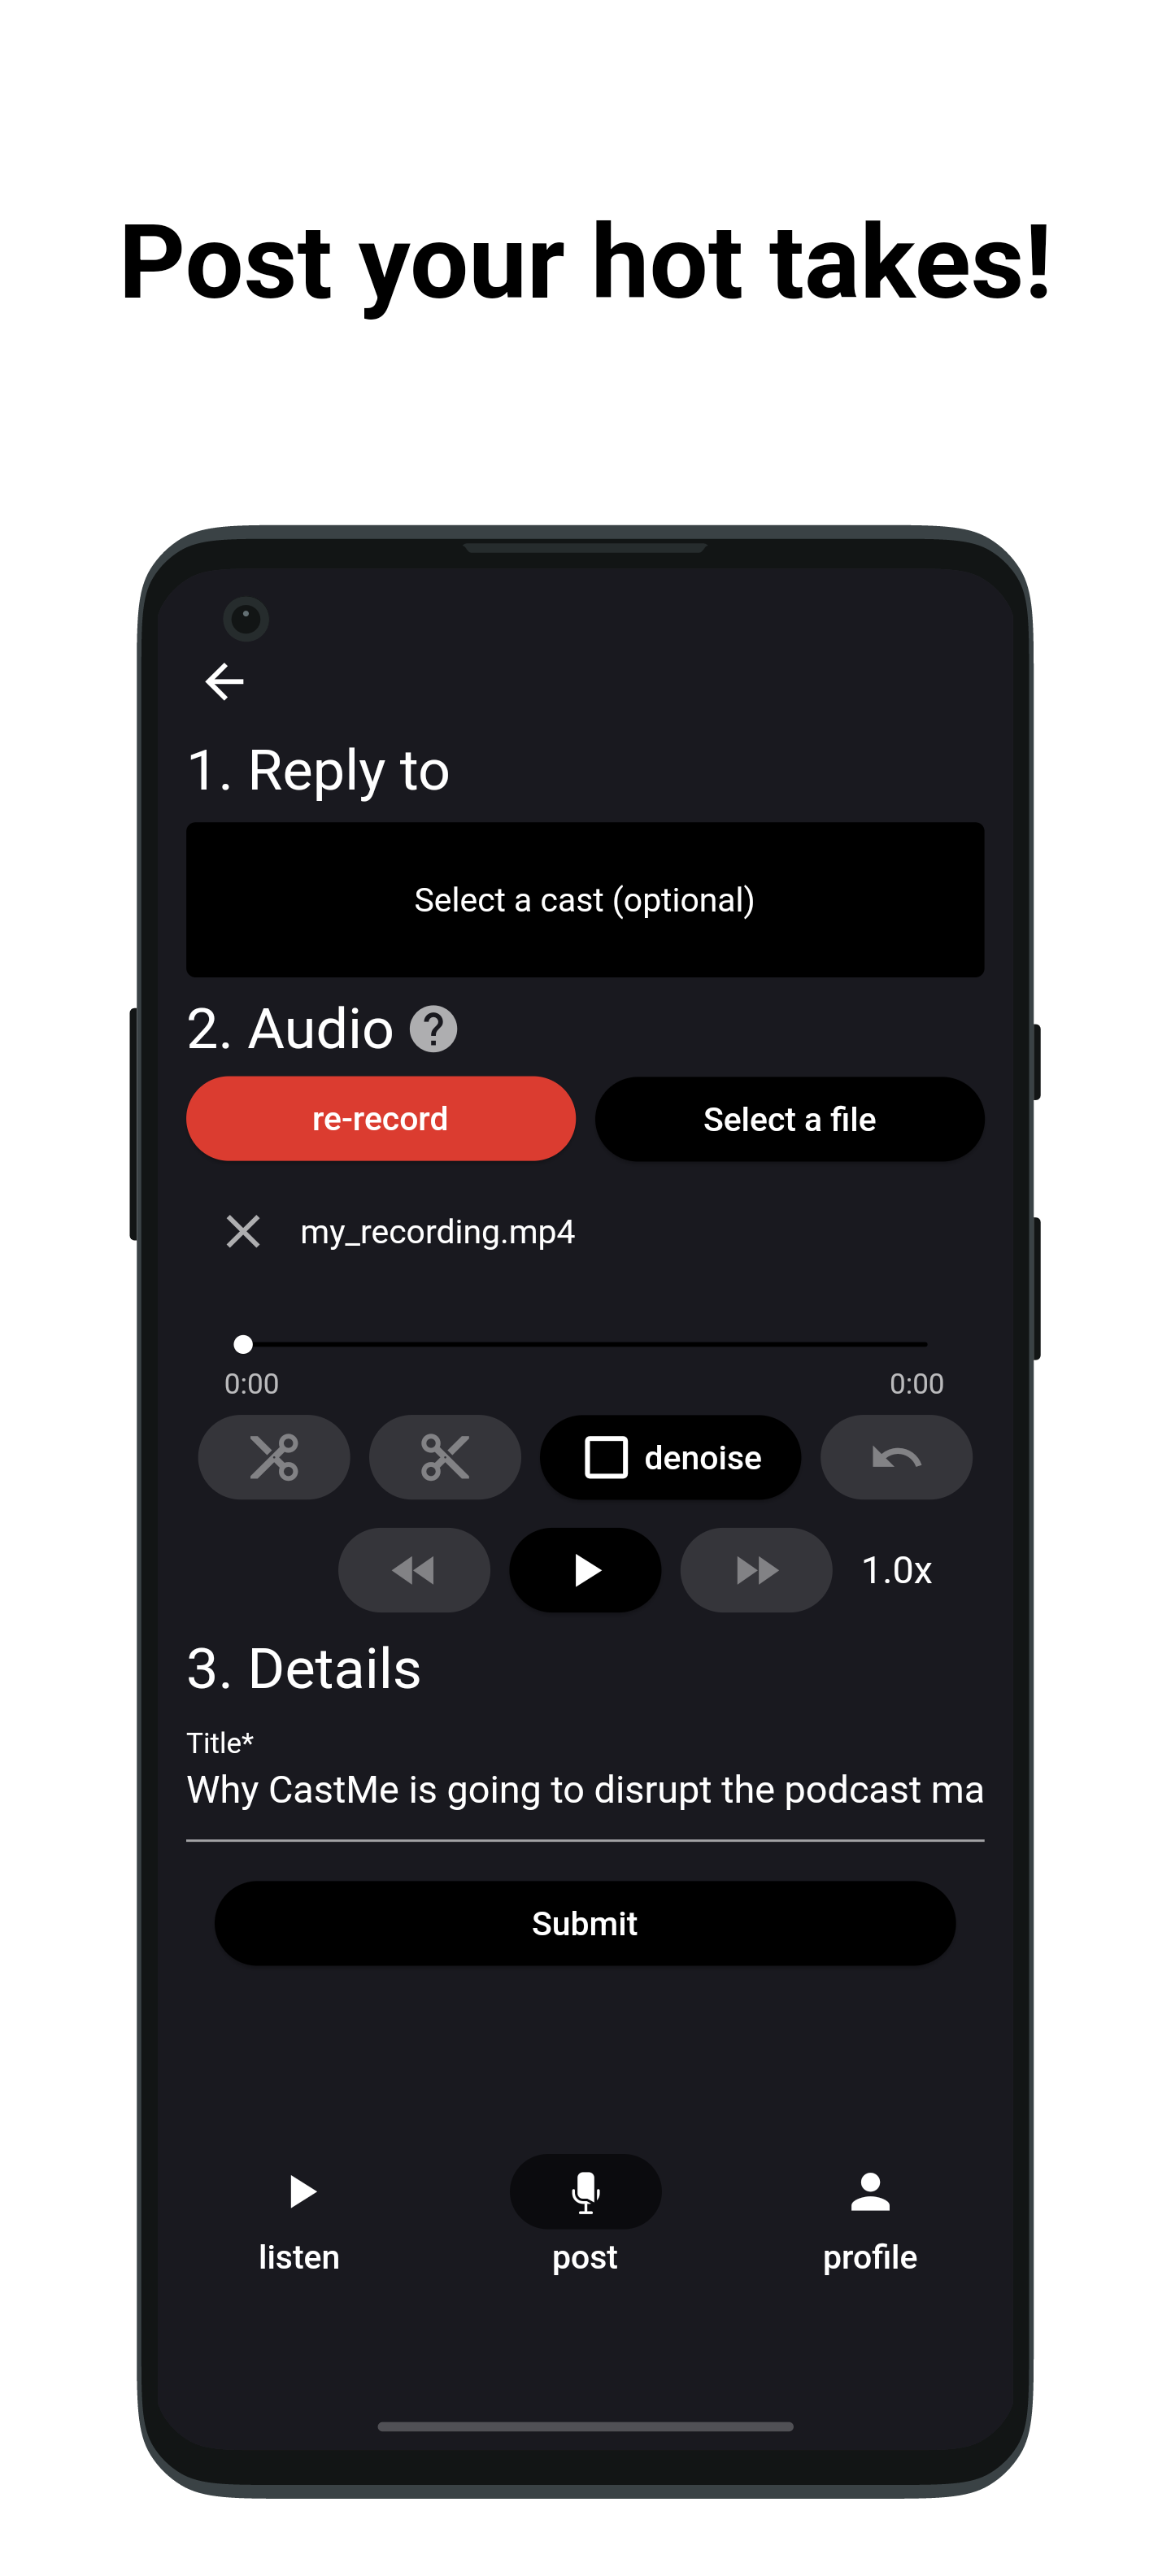 Post your hot takes!
1. Reply to
Select a cast (optional)
2. Audio ?
re-record
Select a file
my_recording.mp4
0:00
0:00
denoise
1.0x
3. Details
Title*
Why CastMe is going to disrupt the podcast ma
Submit
listen
post
profile